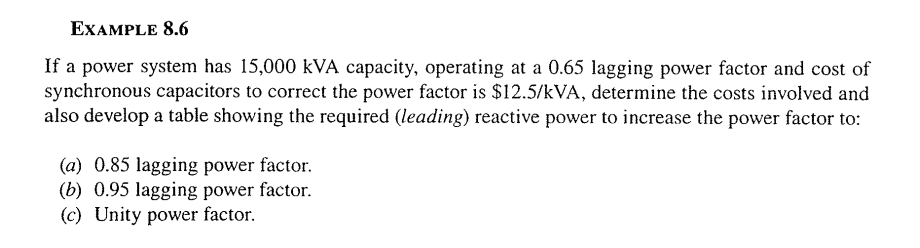 EXAMPLE 8.6
If a power system has 15,000 kVA capacity, operating at a 0.65 lagging power factor and cost of
synchronous capacitors to correct the power factor is $12.5/kVA, determine the costs involved and
also develop a table showing the required (leading) reactive power to increase the power factor to:
(a) 0.85 lagging power factor.
(b) 0.95 lagging power factor.
(c) Unity power factor.